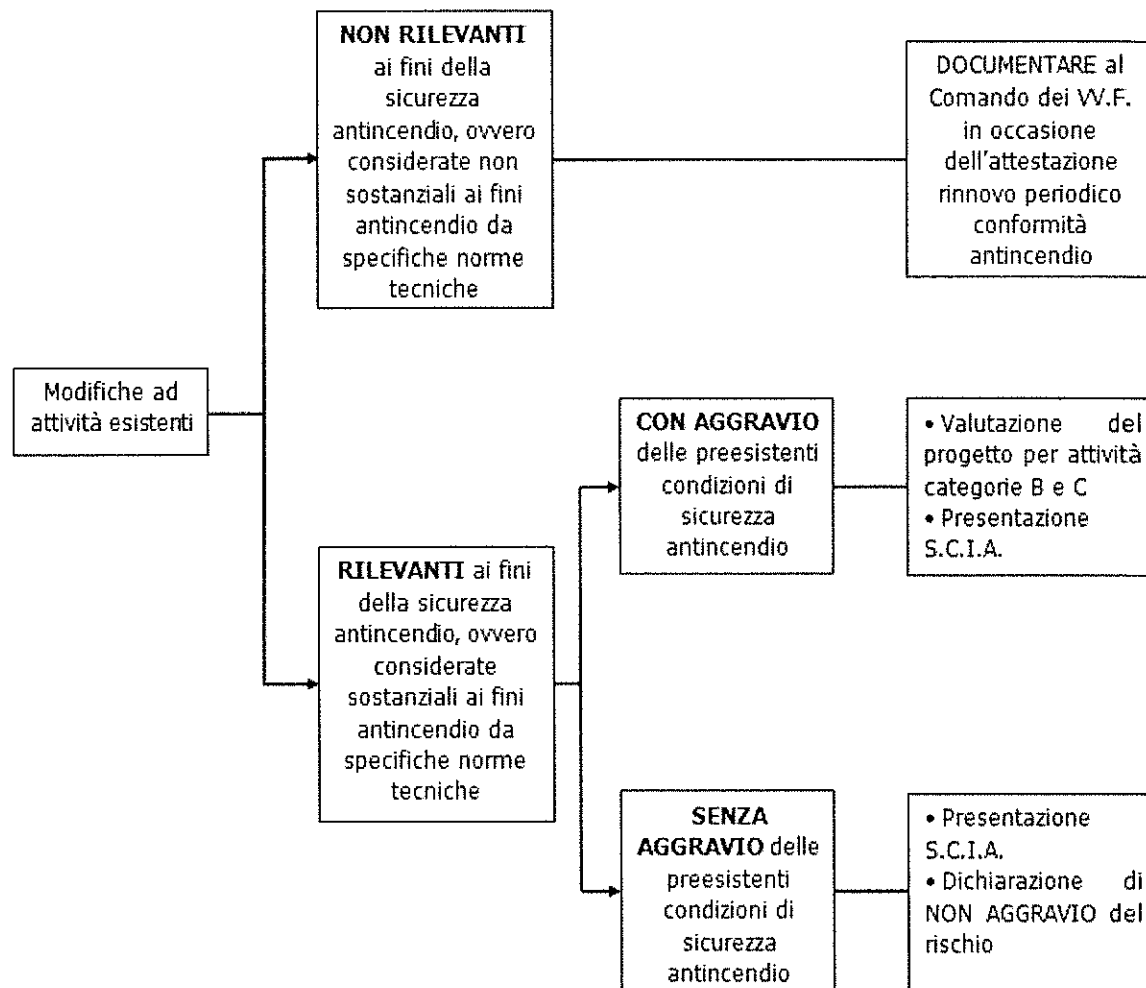 NON RILEVANTI
ai fini della
sicurezza
antincendio, ovvero
considerate non
sostanziali ai fini
antincendio da
specifiche norme
tecniche
DOCUMENTARE al
Comando dei VV.F.
in occasione
dell'attestazione
rinnovo periodico
conformità
antincendio
Modifiche ad
attività esistenti
CON AGGRAVIO
delle preesistenti
condizioni di
sicurezza
antincendio
• Valutazione del
progetto per attività
categorie B e C
• Presentazione
S.C.I.A.
RILEVANTI ai fini
della sicurezza
antincendio, ovvero
considerate
sostanziali ai fini
antincendio da
specifiche norme
tecniche
SENZA
AGGRAVIO delle
preesistenti
condizioni di
sicurezza
antincendio
• Presentazione
S.C.I.A.
• Dichiarazione di
NON AGGRAVIO del
rischio